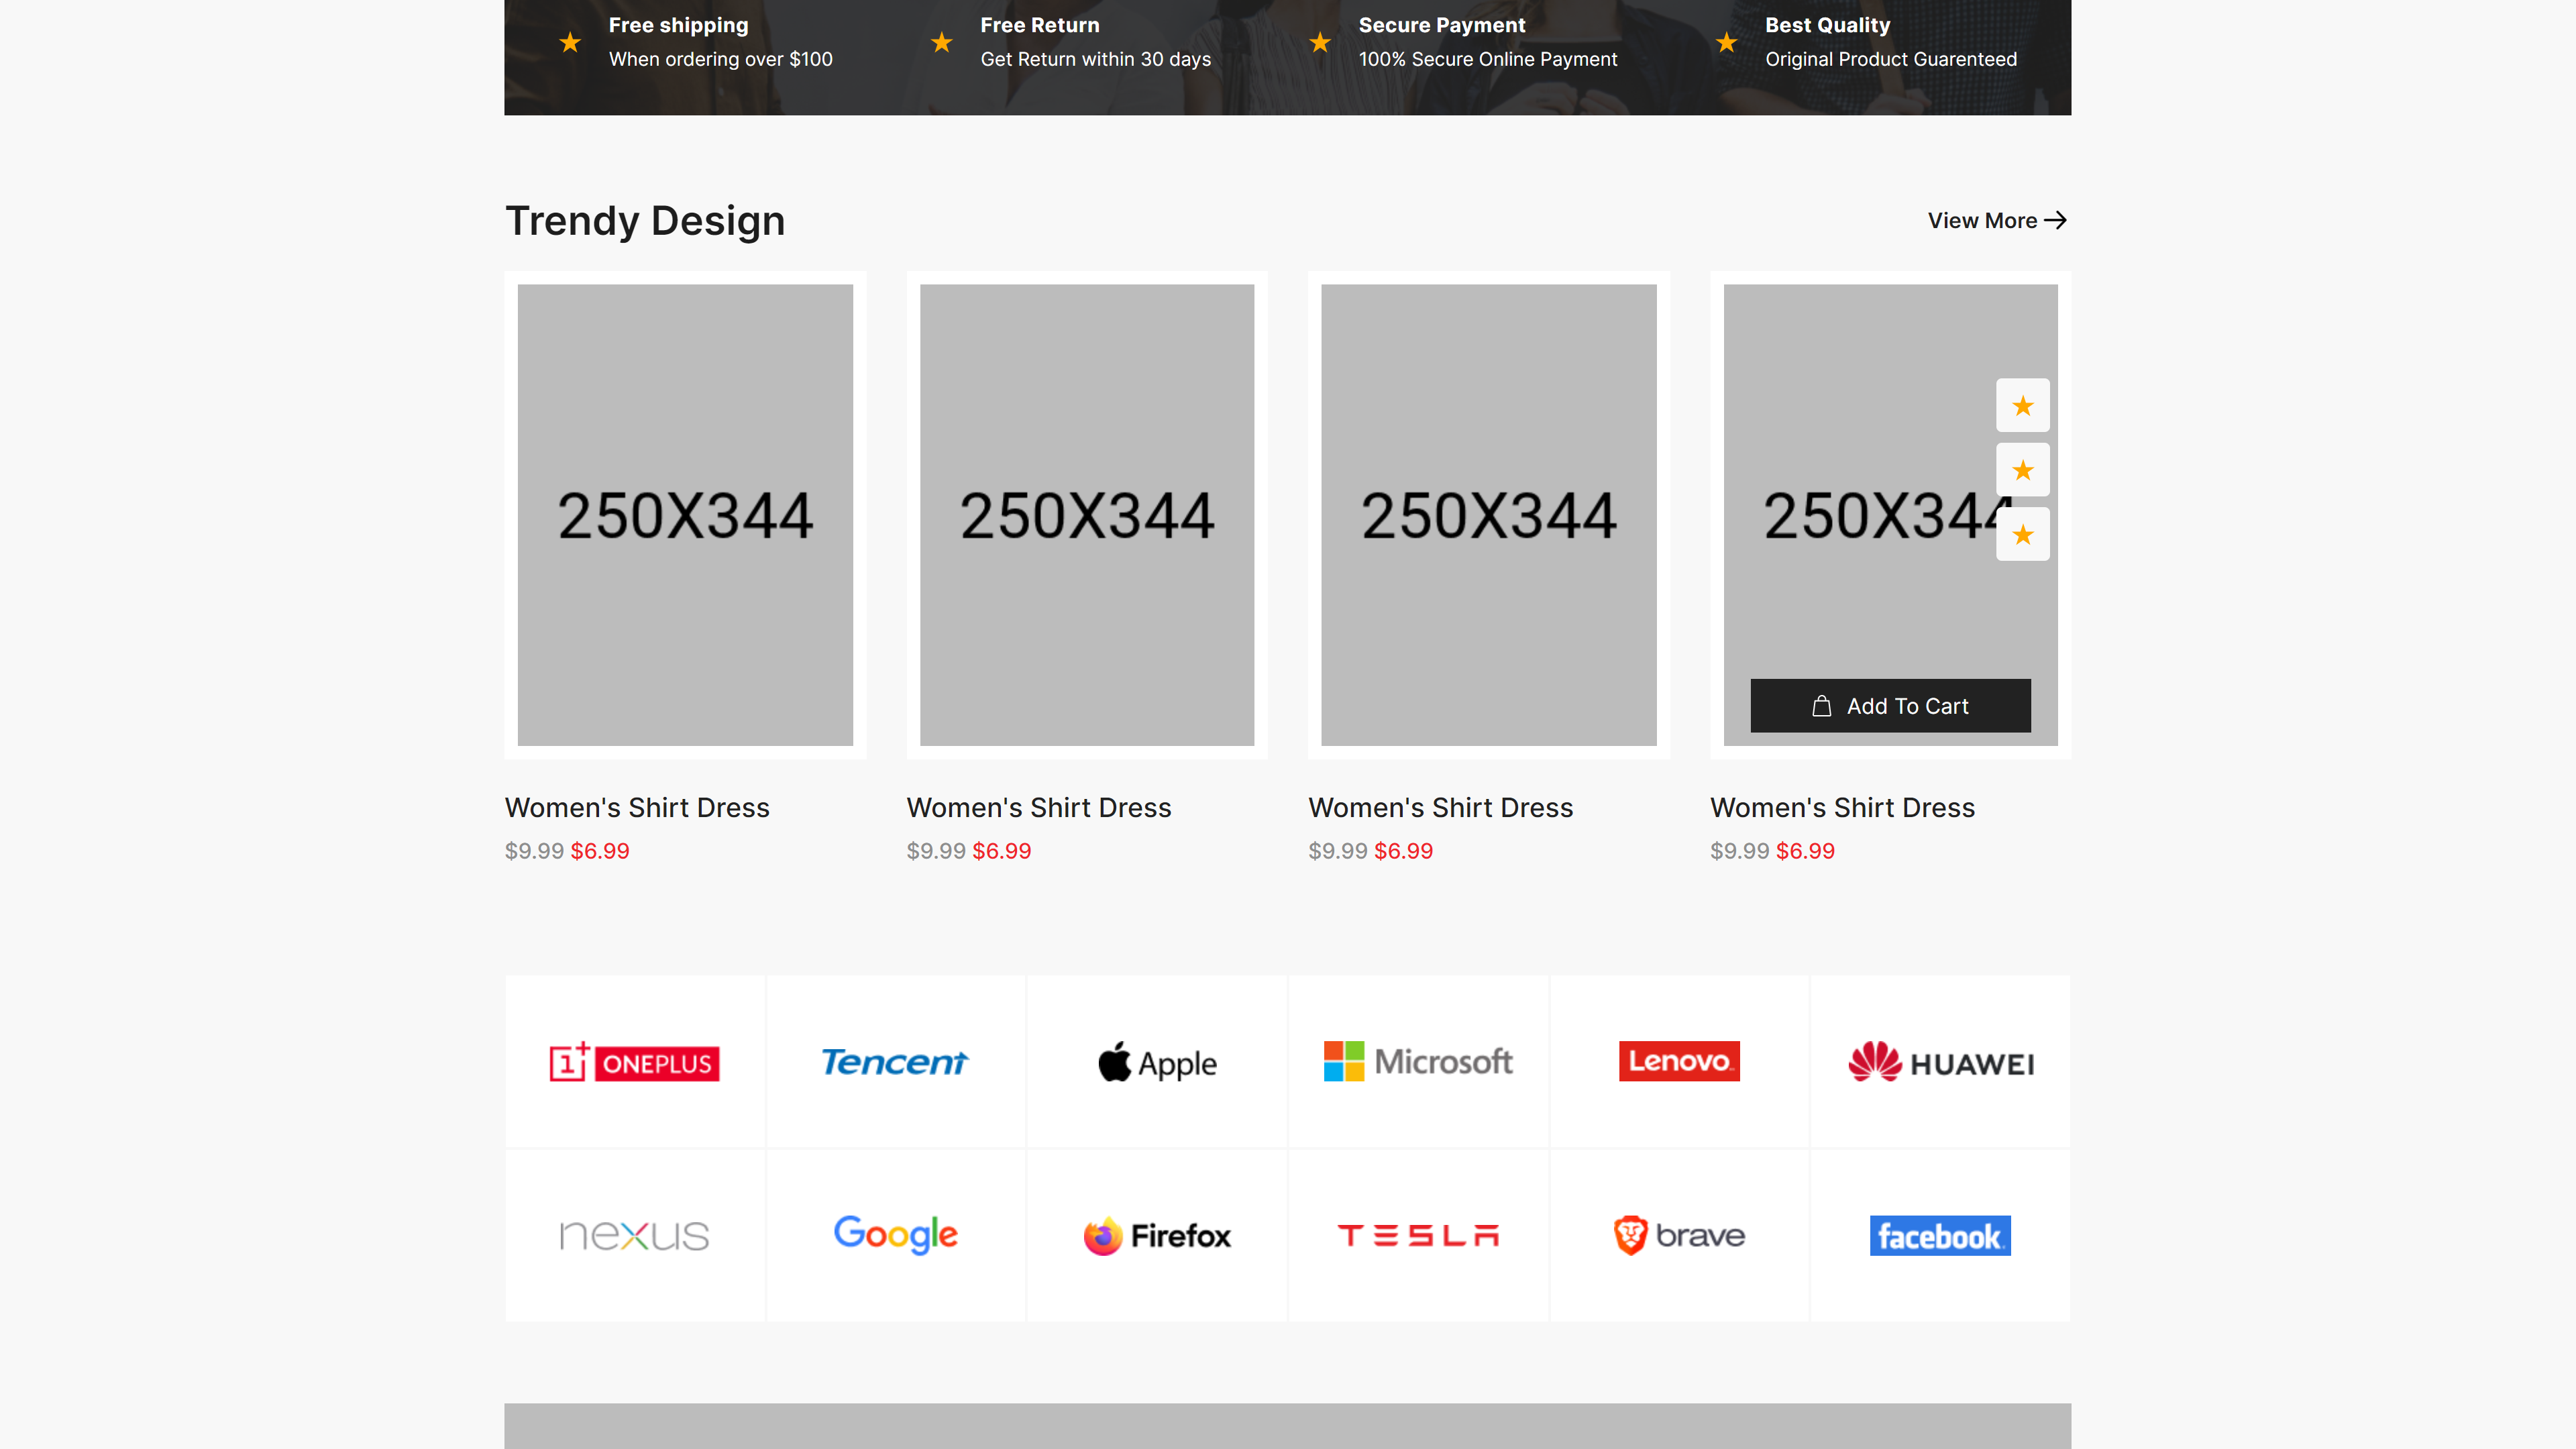 Free shipping
When ordering over $100
Free Return
Get Return within 30 days
Secure Payment
100% Secure Online Payment
Best Quality
Original Product Guarenteed
Trendy Design
View More
250X344
250X344
250X344
250X344
Add To Cart
Women's Shirt Dress
$9.99 $6.99
Women's Shirt Dress
$9.99 $6.99
Women's Shirt Dress
$9.99 $6.99
Women's Shirt Dress
$9.99 $6.99
1+ ONEPLUS
Tencent
Apple
Microsoft
Lenovo
HUAWEI
nexus
Google
Firefox
TESLA
brave
facebook